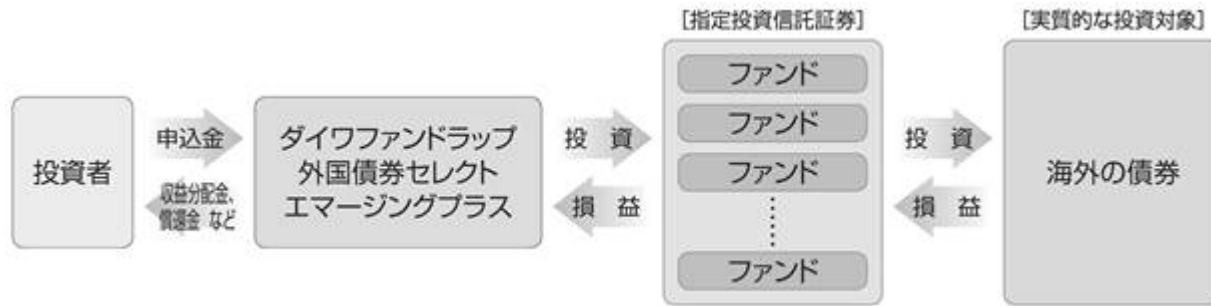 [指定投資信託証券]
[実質的な投資対象]
投資者
申込金
収益分配金、
償還金 など
ダイワファンドラップ
外国債券セレクト
エマージングプラス
投 資
損 益
ファンド
ファンド
ファンド
ファンド
投 資
損 益
海外の債券